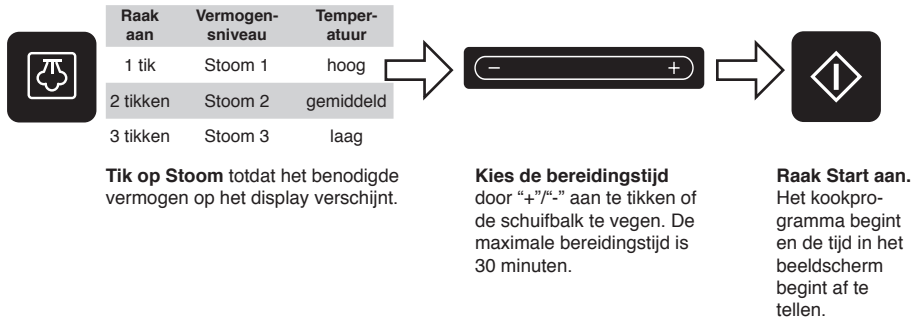 Raak Vermogen- Temper-
aan sniveau atuur
1 tik Stoom 1 hoog
2 tikken Stoom 2 gemiddeld
3 tikken Stoom 3 laag
− +
Tik op Stoom totdat het benodigde
vermogen op het display verschijnt.
Kies de bereidingstijd
door “+”/“-” aan te tikken of
de schuifbalk te vegen. De
maximale bereidingstijd is
30 minuten.
Raak Start aan.
Het kookpro-
gramma begint
en de tijd in het
beeldscherm
begint af te
tellen.